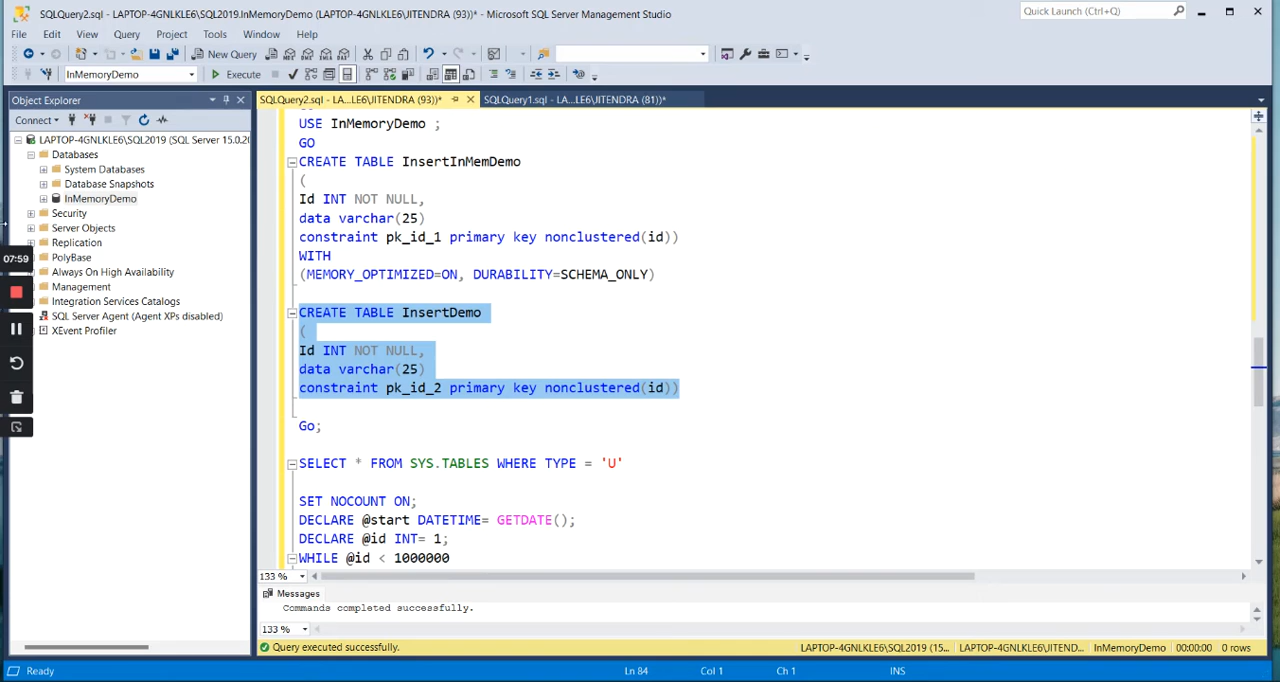 SQLQuery2.sql - LAPTOP-4GNLKLE6\SQL2019.InMemoryDemo (LAPTOP-4GNLKLE6\JITENDRA (93))* - Microsoft SQL Server Management Studio
Quick Launch (Ctrl+Q)
File Edit View Query Project Tools Window Help
New Query
InMemoryDemo
Execute
Object Explorer
Connect
LAPTOP-4GNLKLE6\SQL2019 (SQL Server 15.0.20
Databases
System Databases
Database Snapshots
InMemoryDemo
Security
Server Objects
Replication
PolyBase
Always On High Availability
Management
Integration Services Catalogs
SQL Server Agent (Agent XPs disabled)
XEvent Profiler
07:59
SQLQuery2.sql - LA...LE6\JITENDRA (93))*
SQLQuery1.sql - LA...LE6\JITENDRA (81))*
USE InMemoryDemo ;
GO
CREATE TABLE InsertInMemDemo
(
Id INT NOT NULL,
data varchar(25)
constraint pk_id_1 primary key nonclustered(id))
WITH
(MEMORY_OPTIMIZED=ON, DURABILITY=SCHEMA_ONLY)
CREATE TABLE InsertDemo
(
Id INT NOT NULL,
data varchar(25)
constraint pk_id_2 primary key nonclustered(id))
Go;
SELECT * FROM SYS.TABLES WHERE TYPE = 'U'
SET NOCOUNT ON;
DECLARE @start DATETIME= GETDATE();
DECLARE @id INT= 1;
WHILE @id < 1000000
133 %
Messages
Commands completed successfully.
133 %
Query executed successfully.
LAPTOP-4GNLKLE6\SQL2019 (15... LAPTOP-4GNLKLE6\JITEND... InMemoryDemo 00:00:00 0 rows
Ready
Ln 84 Col 1 Ch 1 INS